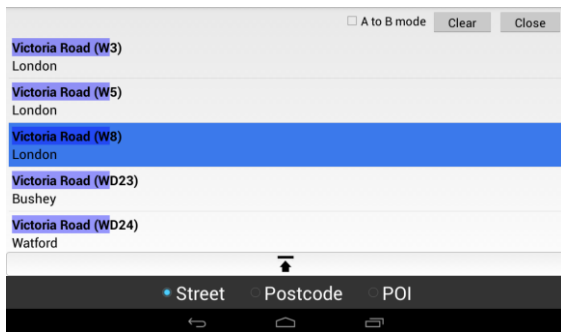 A to B mode Clear Close
Victoria Road (W3)
London
Victoria Road (W5)
London
Victoria Road (W8)
London
Victoria Road (WD23)
Bushey
Victoria Road (WD24)
Watford
Street Postcode POI